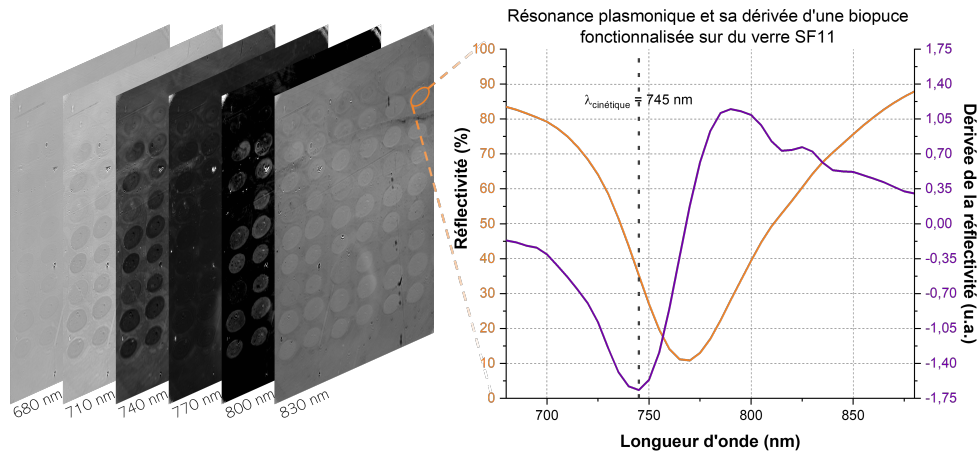 Résonance plasmonique et sa dérivée d'une biopuce
fonctionnalisée sur du verre SF11
100
90
80
70
60
50
40
30
20
10
0
Réflectivité (%)
λcinétique = 745 nm
1,75
1,40
1,05
0,70
0,35
0,00
-0,35
-0,70
-1,05
-1,40
-1,75
Dérivée de la réflectivité (u.a.)
700
750
800
850
Longueur d'onde (nm)
680 nm
710 nm
740 nm
770 nm
800 nm
830 nm